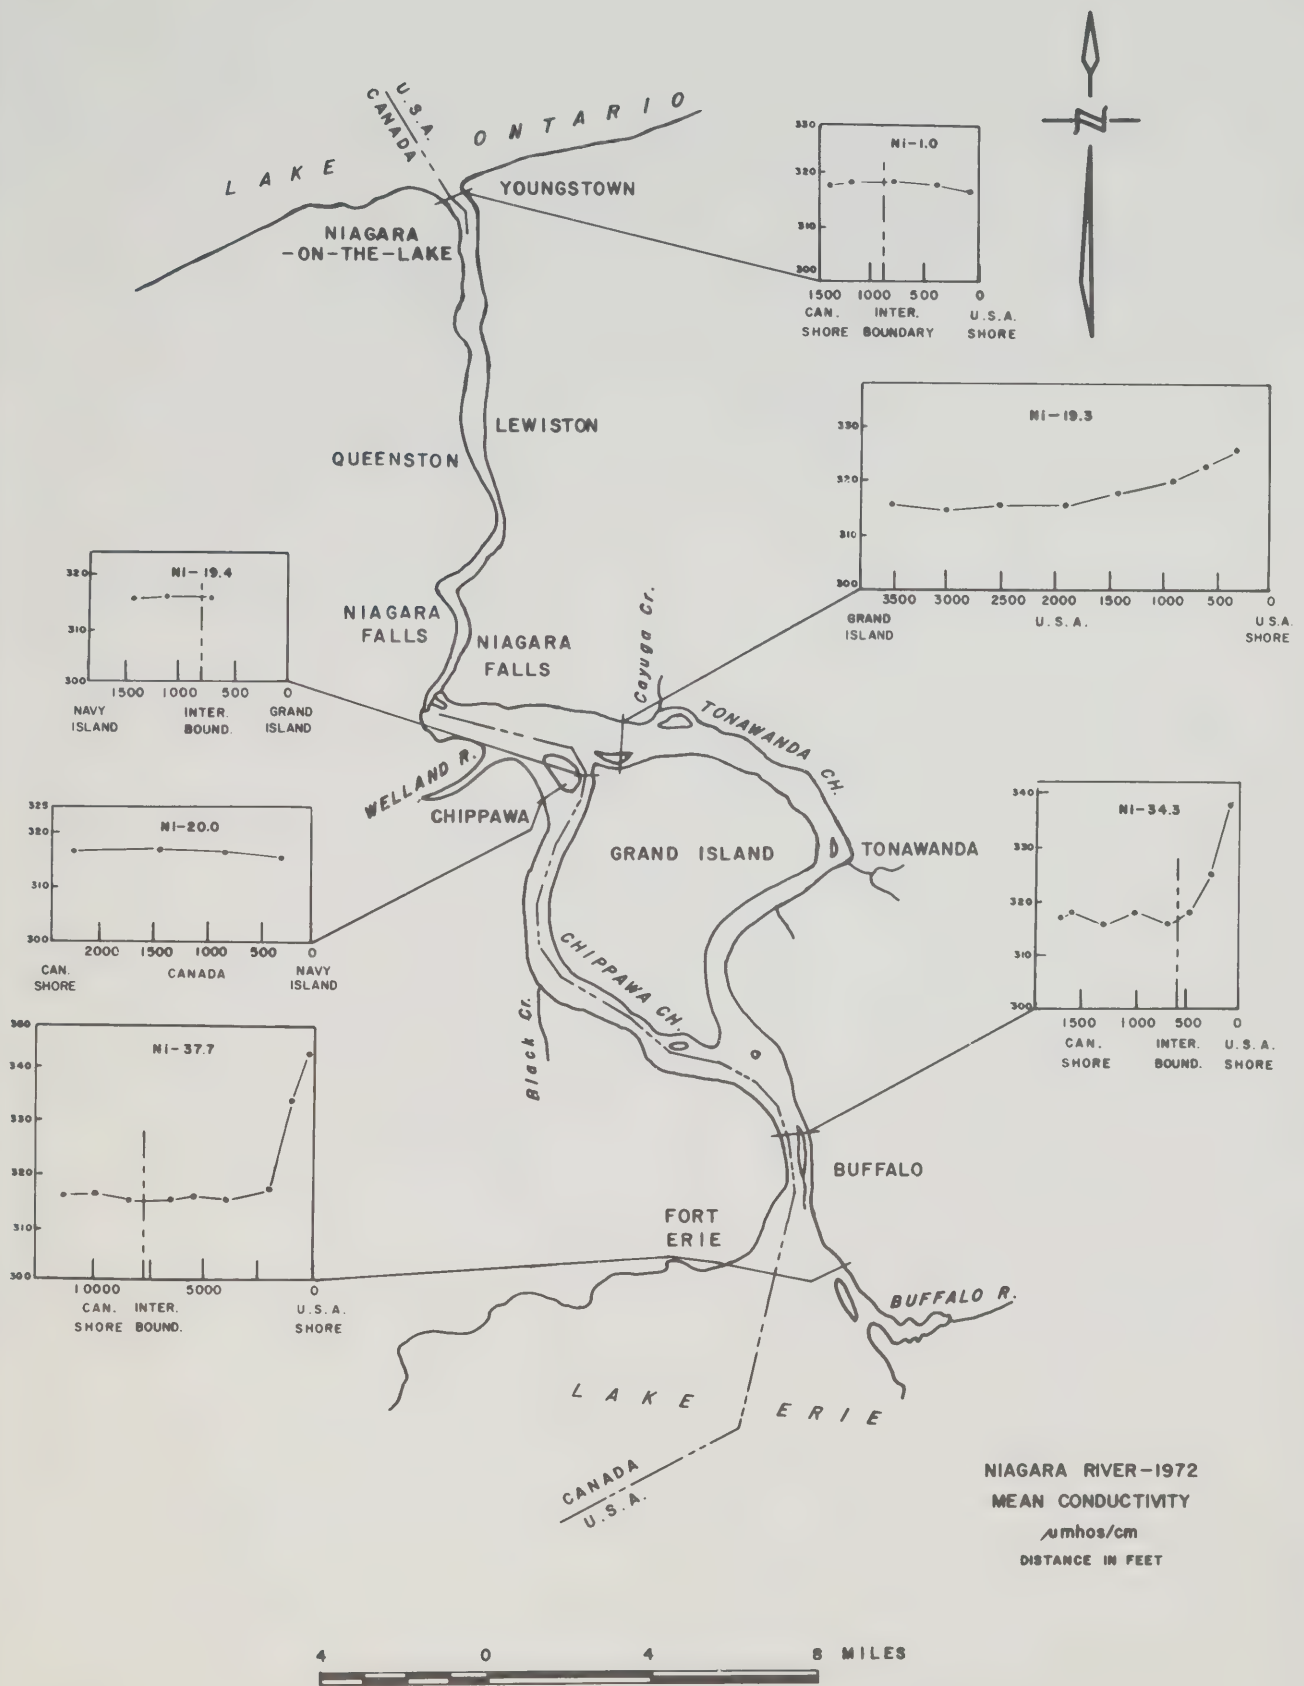 U.S.A.
CANADA
LAKE ONTARIO
YOUNGSTOWN
NIAGARA
-ON-THE-LAKE
N
330
Ni-1.0
320
310
300
1500 1000 500 0
CAN. INTER. U.S.A.
SHORE BOUNDARY SHORE
LEWISTON
QUEENSTON
Ni-19.3
330
320
310
300
3500 3000 2500 2000 1500 1000 500 0
GRAND U.S.A. U.S.A.
ISLAND SHORE
Ni-19.4
320
310
300
1500 1000 500 0
NAVY INTER. GRAND
ISLAND BOUND. ISLAND
NIAGARA
FALLS
NIAGARA
FALLS
Cayuga Cr.
TONAWANDA CH.
WELLAND R.
CHIPPAWA
GRAND ISLAND
TONAWANDA
325
Ni-20.0
320
310
300
2000 1500 1000 500 0
CAN. CANADA NAVY
SHORE ISLAND
340
Ni-34.3
330
320
310
300
1500 1000 500 0
CAN. INTER. U.S.A.
SHORE BOUND. SHORE
CHIPPAWA CH.
Black Cr.
360
Ni-37.7
340
330
320
310
300
10000 5000 0
CAN. INTER. U.S.A.
SHORE BOUND. SHORE
BUFFALO
FORT
ERIE
BUFFALO R.
LAKE ERIE
CANADA
U.S.A.
NIAGARA RIVER-1972
MEAN CONDUCTIVITY
µmhos/cm
DISTANCE IN FEET
4 0 4 8 MILES